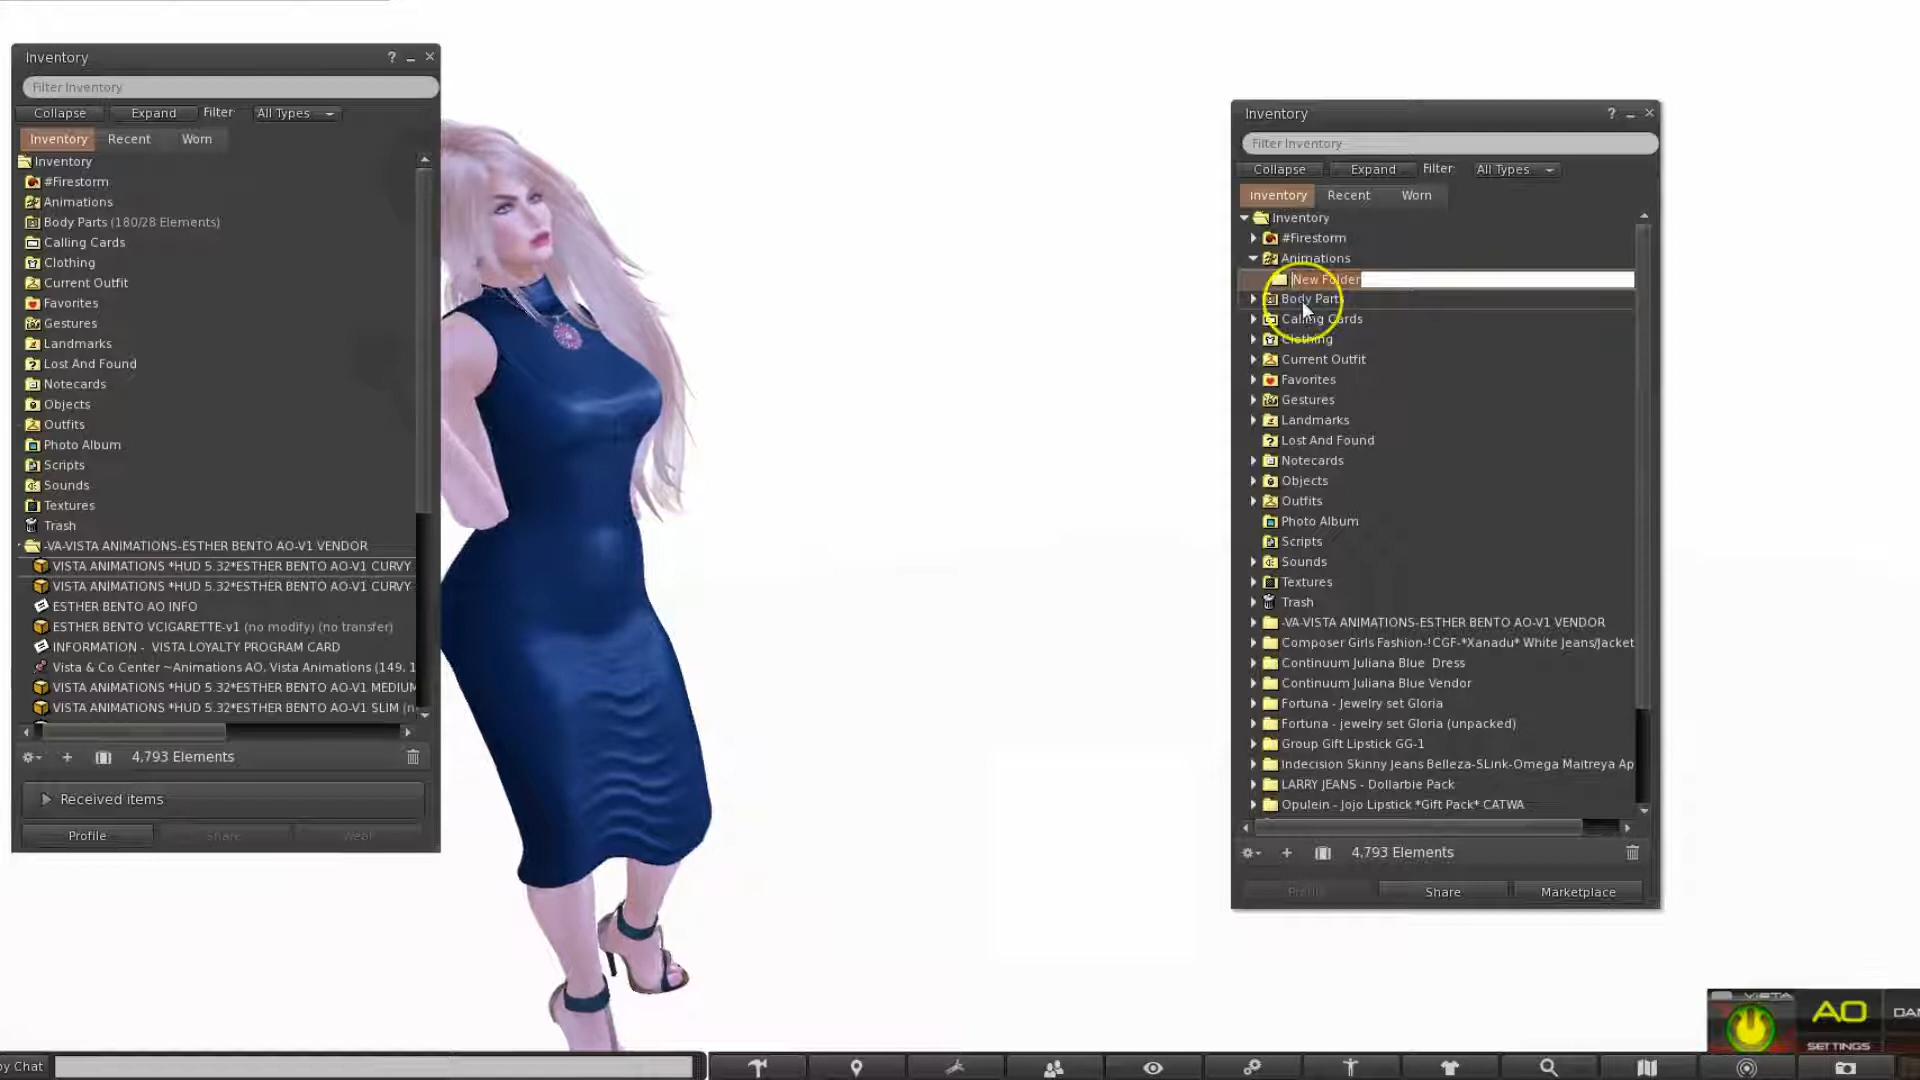 Inventory
Filter Inventory
Collapse Expand Filter All Types
Inventory Recent Worn
Inventory
#Firestorm
Animations
Body Parts (180/28 Elements)
Calling Cards
Clothing
Current Outfit
Favorites
Gestures
Landmarks
Lost And Found
Notecards
Objects
Outfits
Photo Album
Scripts
Sounds
Textures
Trash
-VA-VISTA ANIMATIONS-ESTHER BENTO AO-V1 VENDOR
VISTA ANIMATIONS *HUD 5.32*ESTHER BENTO AO-V1 CURVY
VISTA ANIMATIONS *HUD 5.32*ESTHER BENTO AO-V1 CURVY
ESTHER BENTO AO INFO
ESTHER BENTO VCIGARETTE-v1 (no modify) (no transfer)
INFORMATION - VISTA LOYALTY PROGRAM CARD
Vista & Co Center ~Animations AO, Vista Animations (149, 1
VISTA ANIMATIONS *HUD 5.32*ESTHER BENTO AO-V1 MEDIUM
VISTA ANIMATIONS *HUD 5.32*ESTHER BENTO AO-V1 SLIM (n
4,793 Elements
Received items
Profile Share Wear
Inventory
Filter Inventory
Collapse Expand Filter All Types
Inventory Recent Worn
Inventory
#Firestorm
Animations
New Folder
Body Parts
Calling Cards
Clothing
Current Outfit
Favorites
Gestures
Landmarks
Lost And Found
Notecards
Objects
Outfits
Photo Album
Scripts
Sounds
Textures
Trash
-VA-VISTA ANIMATIONS-ESTHER BENTO AO-V1 VENDOR
Composer Girls Fashion-!CGF-*Xanadu* White Jeans/Jacket
Continuum Juliana Blue Dress
Continuum Juliana Blue Vendor
Fortuna - Jewelry set Gloria
Fortuna - jewelry set Gloria (unpacked)
Group Gift Lipstick GG-1
Indecision Skinny Jeans Belleza-SLink-Omega Maitreya Ap
LARRY JEANS - Dollarbie Pack
Opulein - Jojo Lipstick *Gift Pack* CATWA
4,793 Elements
Profile Share Marketplace
VISTA
AO DAN
SETTINGS
by Chat